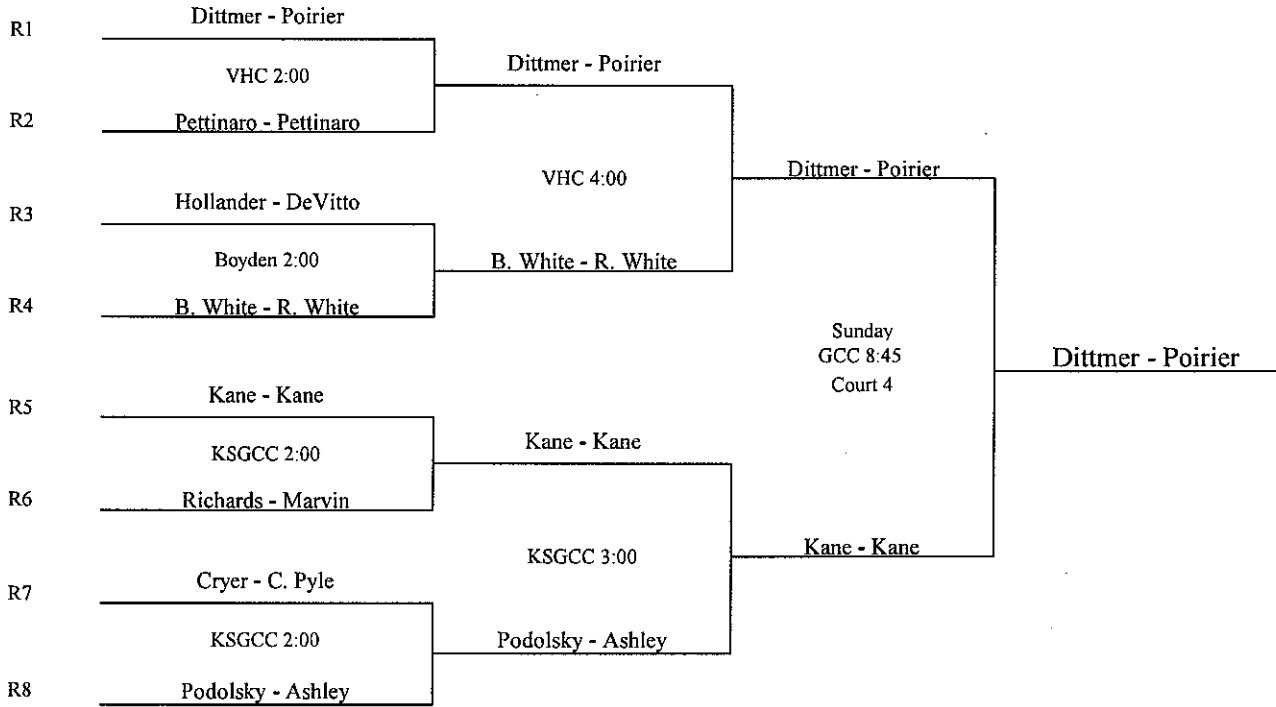 R1
Dittmer - Poirier
VHC 2:00
R2
Pettinaro - Pettinaro
R3
Hollander - DeVitto
Boyden 2:00
R4
B. White - R. White
R5
Kane - Kane
KSGCC 2:00
R6
Richards - Marvin
R7
Cryer - C. Pyle
KSGCC 2:00
R8
Podolsky - Ashley
Dittmer - Poirier
VHC 4:00
B. White - R. White
Kane - Kane
KSGCC 3:00
Podolsky - Ashley
Dittmer - Poirier
Sunday
GCC 8:45
Court 4
Kane - Kane
Dittmer - Poirier